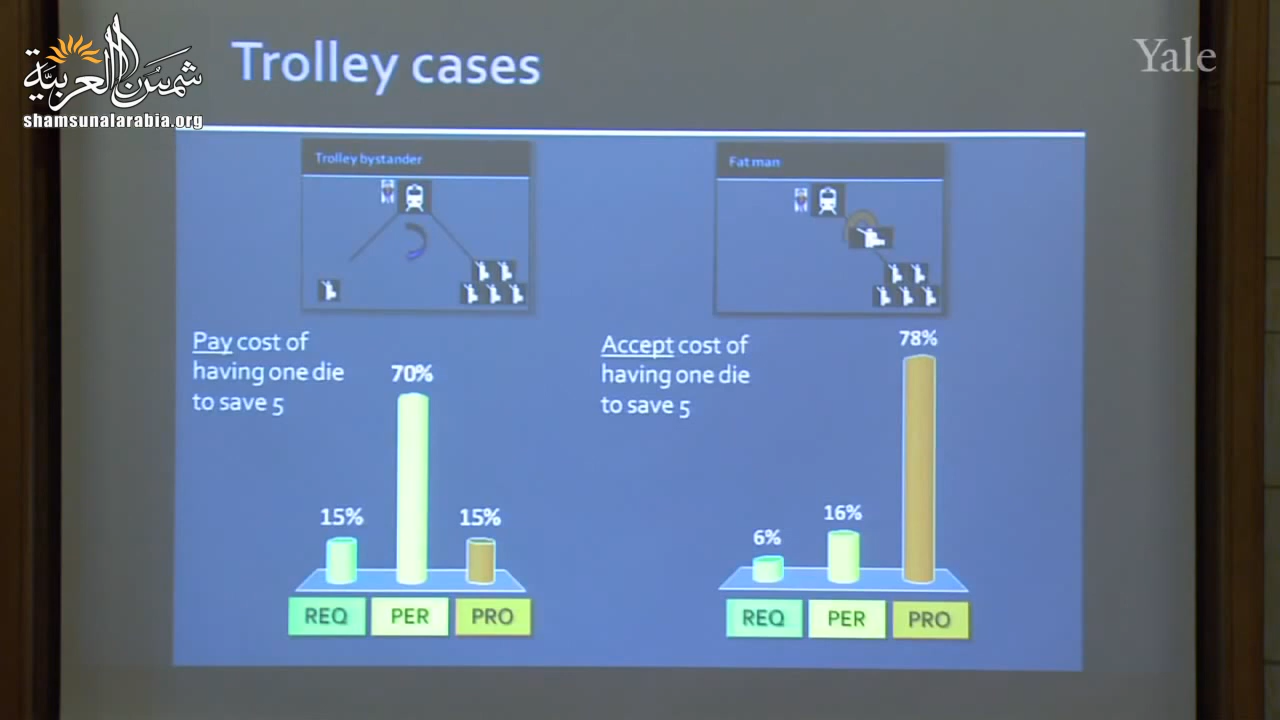 شمس العربية
shamsunalarabia.org
Trolley cases
Yale
Trolley bystander
Fat man
Pay cost of
having one die
to save 5
70%
15%
15%
REQ
PER
PRO
Accept cost of
having one die
to save 5
78%
6%
16%
REQ
PER
PRO